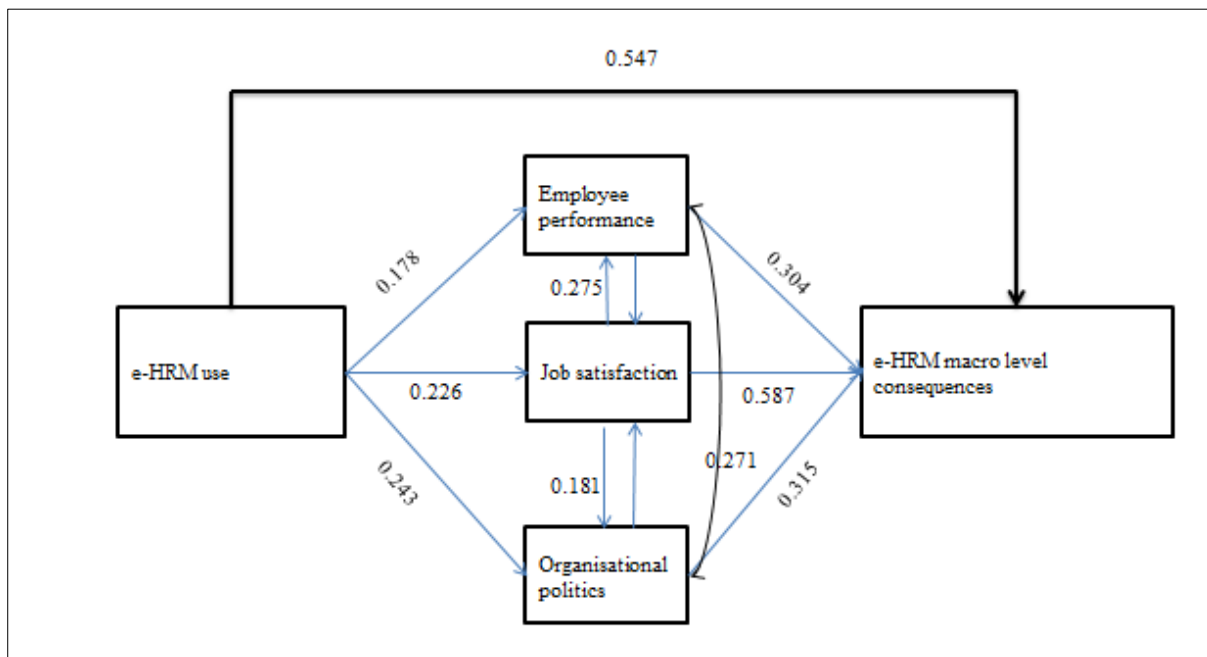 0.547
Employee
performance
0.178
0.304
0.275
e-HRM use
Job satisfaction
e-HRM macro level
consequences
0.226
0.587
0.243
0.271
0.315
0.181
Organisational
politics